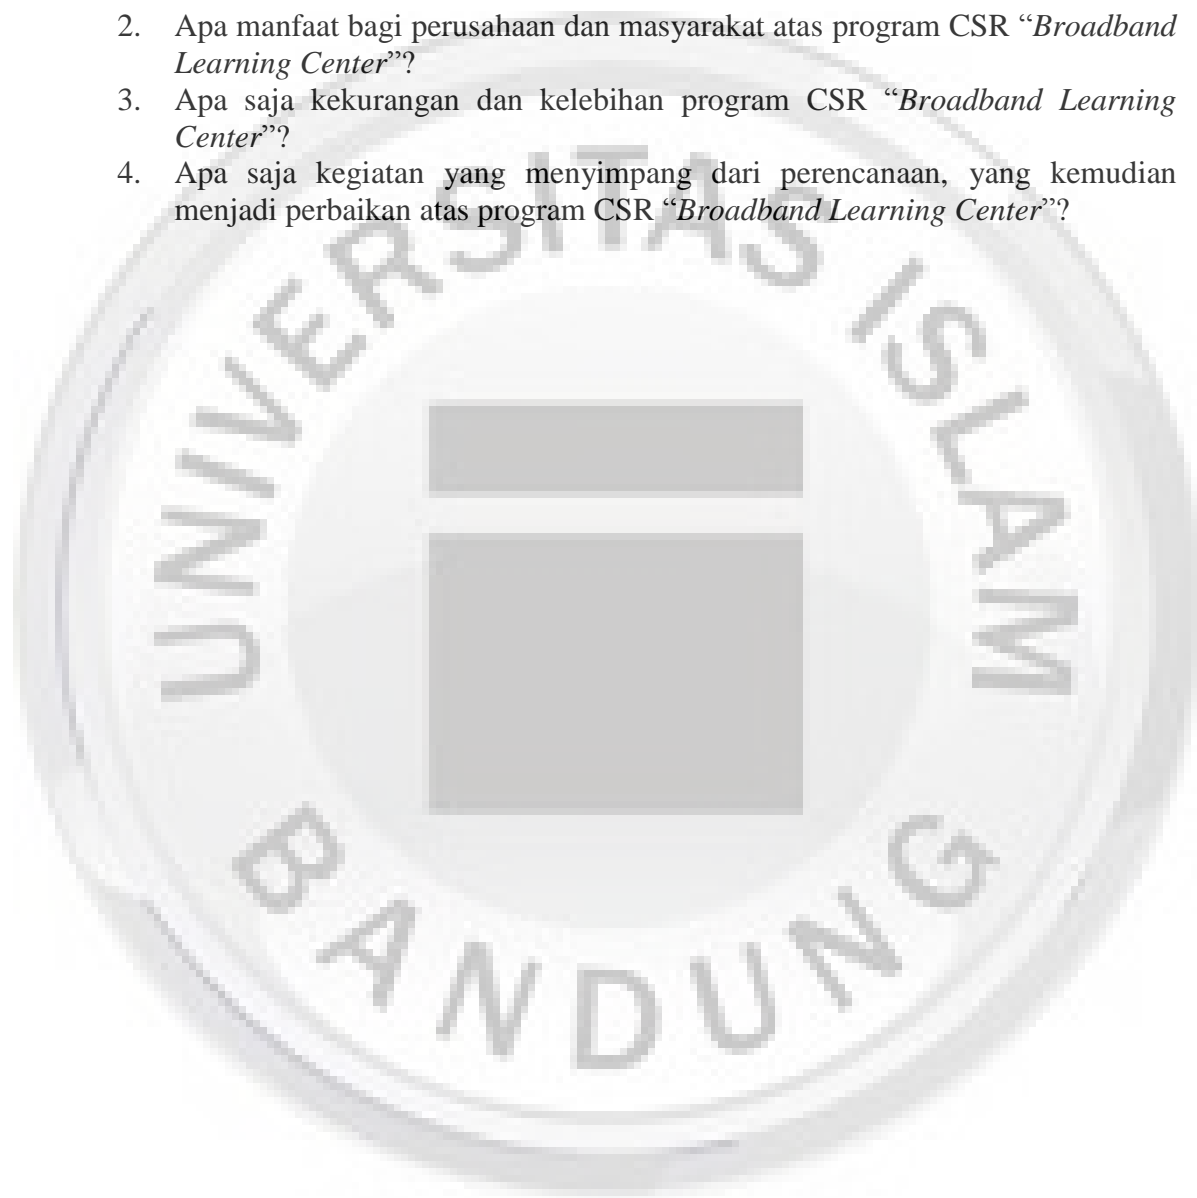 2. Apa manfaat bagi perusahaan dan masyarakat atas program CSR “Broadband
Learning Center”?
3. Apa saja kekurangan dan kelebihan program CSR “Broadband Learning
Center”?
4. Apa saja kegiatan yang menyimpang dari perencanaan, yang kemudian
menjadi perbaikan atas program CSR “Broadband Learning Center”?
UNIVERSITAS ISLAM
BANDUNG